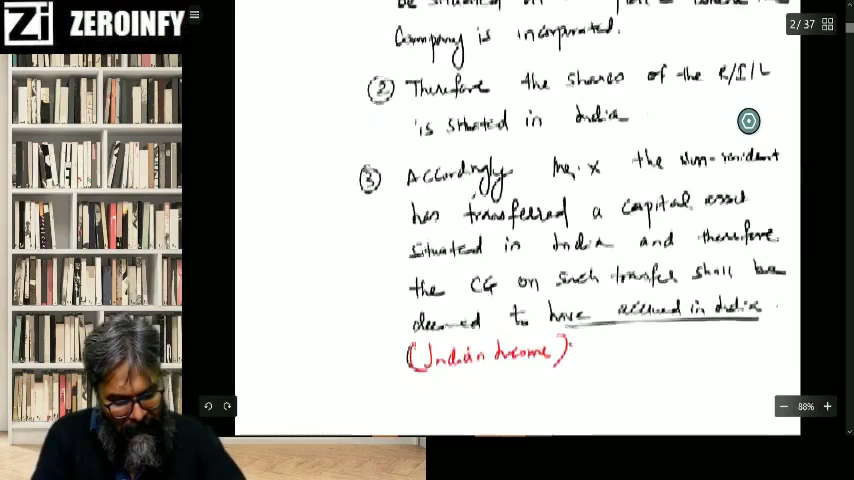 Zi ZEROINFY
2/37
Company is incorporated.
② Therefore the shares of the R/I/L
is situated in India
③ Accordingly Mr. X the non-resident
has transferred a capital asset
situated in India and therefore
the CG on such transfer shall be
deemed to have accrued in India.
(Indian Income)
88%